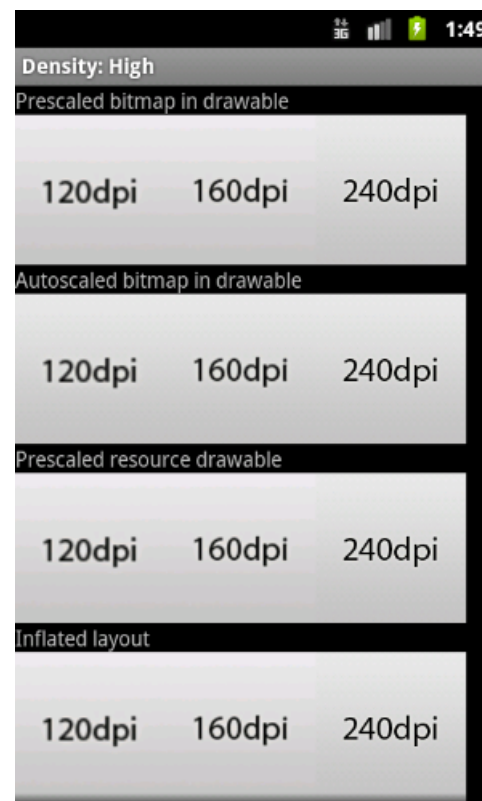 3G 1:49
Density: High
Prescaled bitmap in drawable
120dpi 160dpi 240dpi
Autoscaled bitmap in drawable
120dpi 160dpi 240dpi
Prescaled resource drawable
120dpi 160dpi 240dpi
Inflated layout
120dpi 160dpi 240dpi